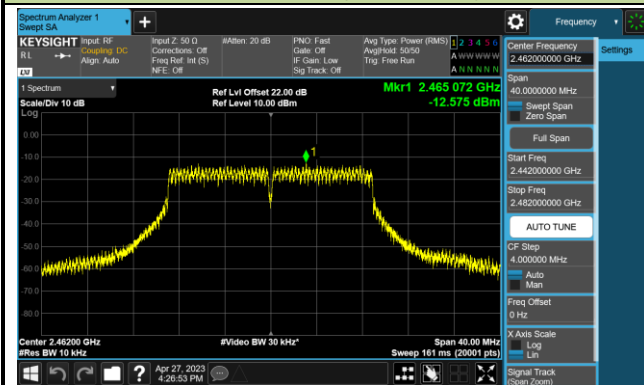 Spectrum Analyzer 1
Swept SA
Frequency
KEYSIGHT
RL
LXI
Input: RF
Coupling: DC
Align: Auto
Input Z: 50 Ω
Corrections: Off
Freq Ref: Int (S)
NFE: Off
#Atten: 20 dB
PNO: Fast
Gate: Off
IF Gain: Low
Sig Track: Off
Avg Type: Power (RMS)
Avg|Hold: 50/50
Trig: Free Run
1 2 3 4 5 6
A W W W W W
A N N N N N
1 Spectrum
Scale/Div 10 dB
Log
Ref Lvl Offset 22.00 dB
Ref Level 10.00 dBm
Mkr1 2.465 072 GHz
-12.575 dBm
0.00
-10.0
-20.0
-30.0
-40.0
-50.0
-60.0
-70.0
-80.0
1
Center 2.46200 GHz
#Res BW 10 kHz
#Video BW 30 kHz*
Span 40.00 MHz
Sweep 161 ms (20001 pts)
Apr 27, 2023
4:26:53 PM
Center Frequency
2.462000000 GHz
Settings
Span
40.0000000 MHz
Swept Span
Zero Span
Full Span
Start Freq
2.442000000 GHz
Stop Freq
2.482000000 GHz
AUTO TUNE
CF Step
4.000000 MHz
Auto
Man
Freq Offset
0 Hz
X Axis Scale
Log
Lin
Signal Track
(Span Zoom)